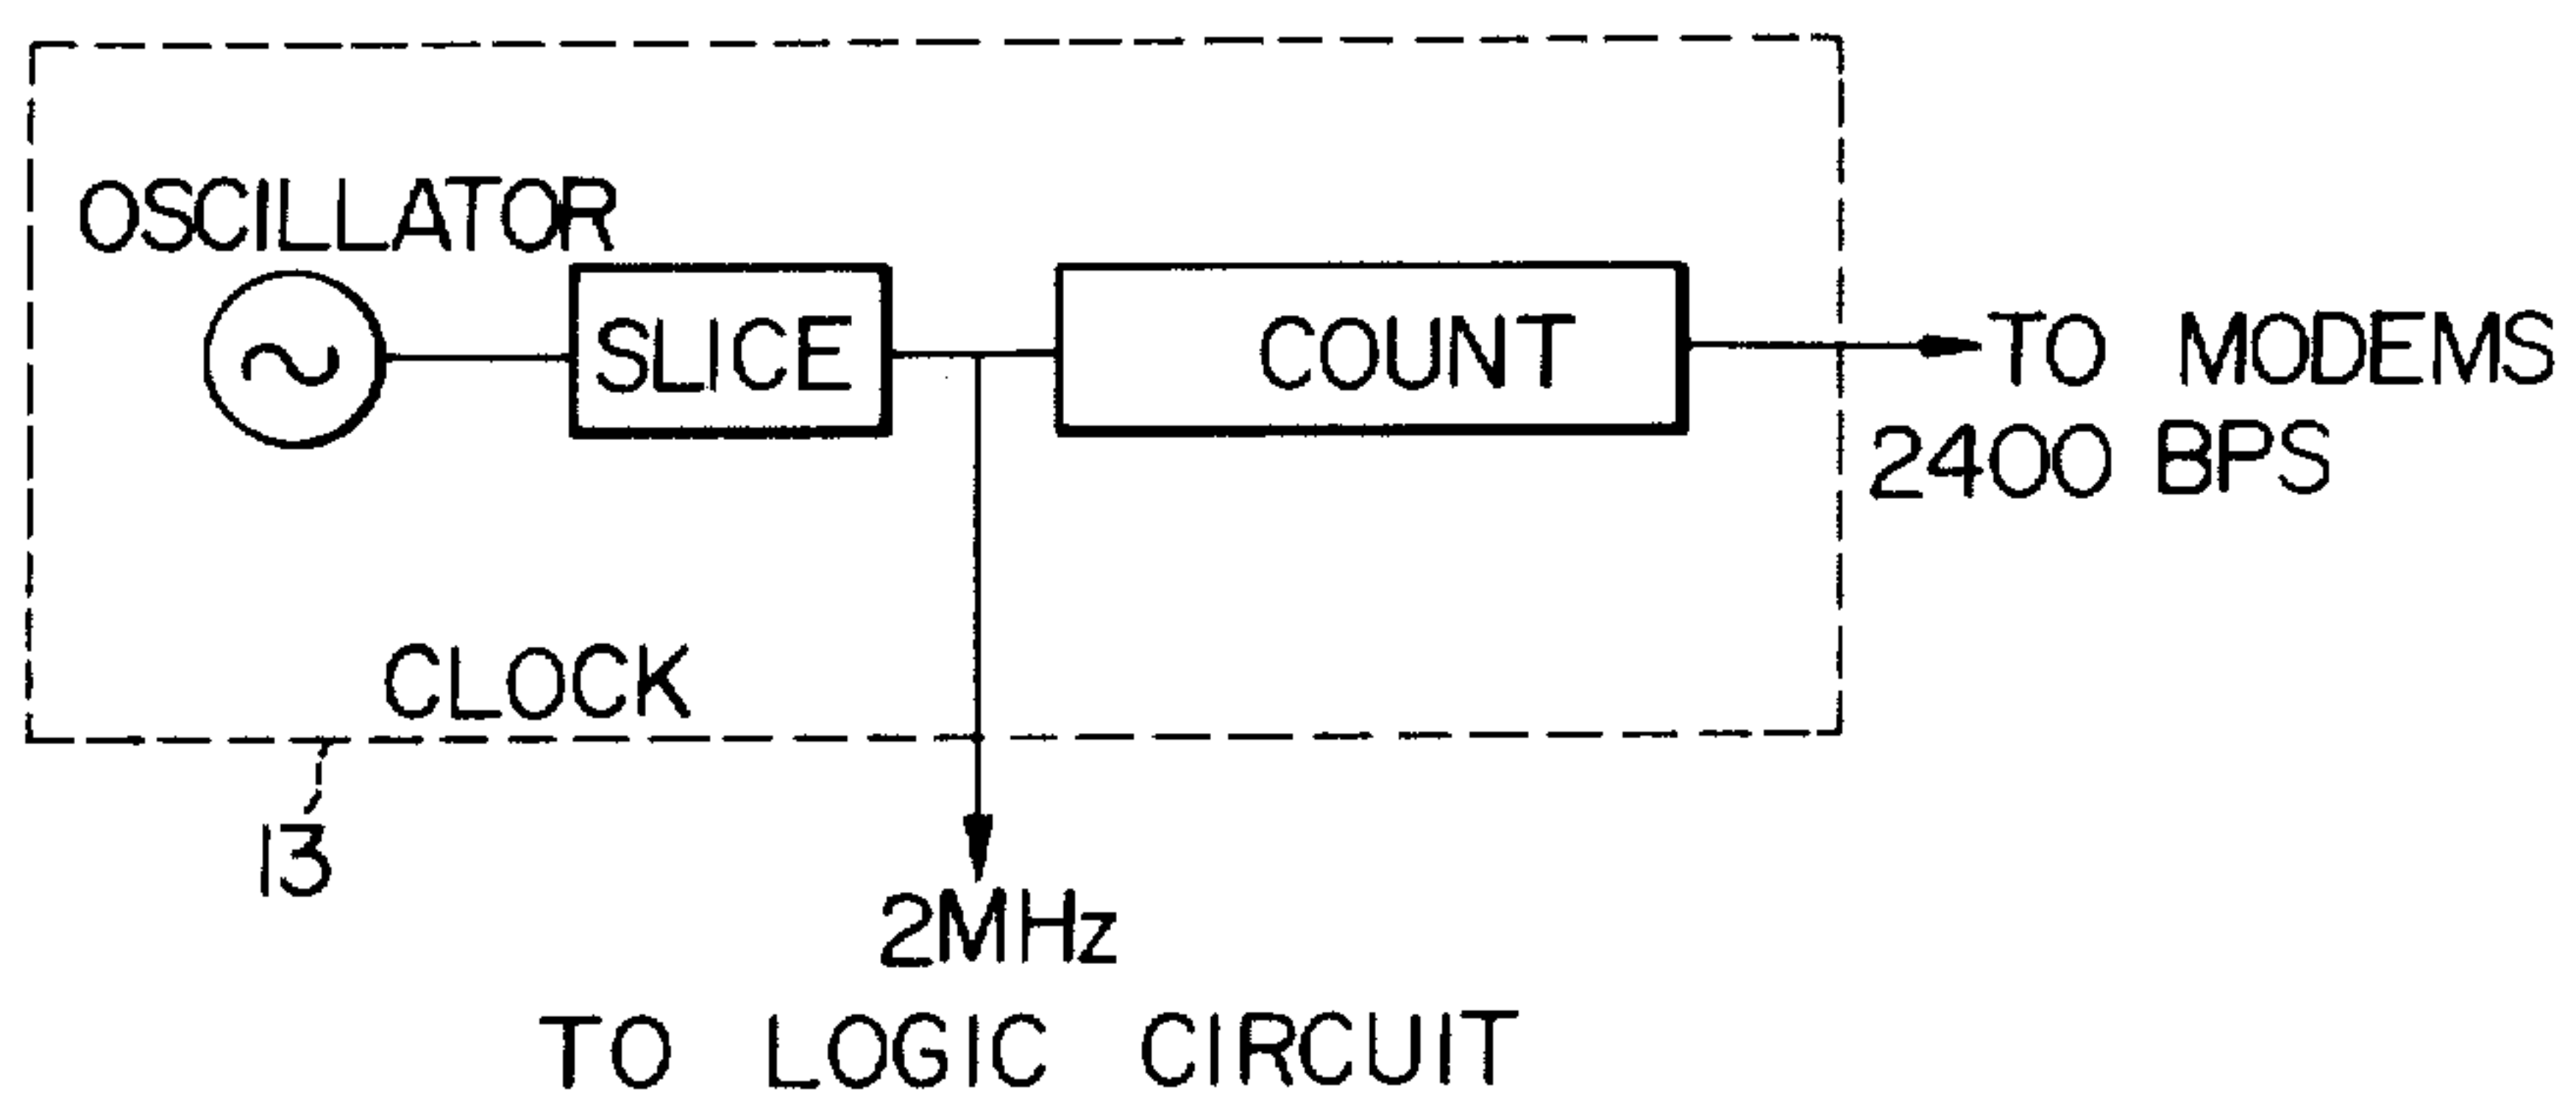 OSCILLATOR
SLICE
COUNT
TO MODEMS
2400 BPS
CLOCK
13
2MHz
TO LOGIC CIRCUIT